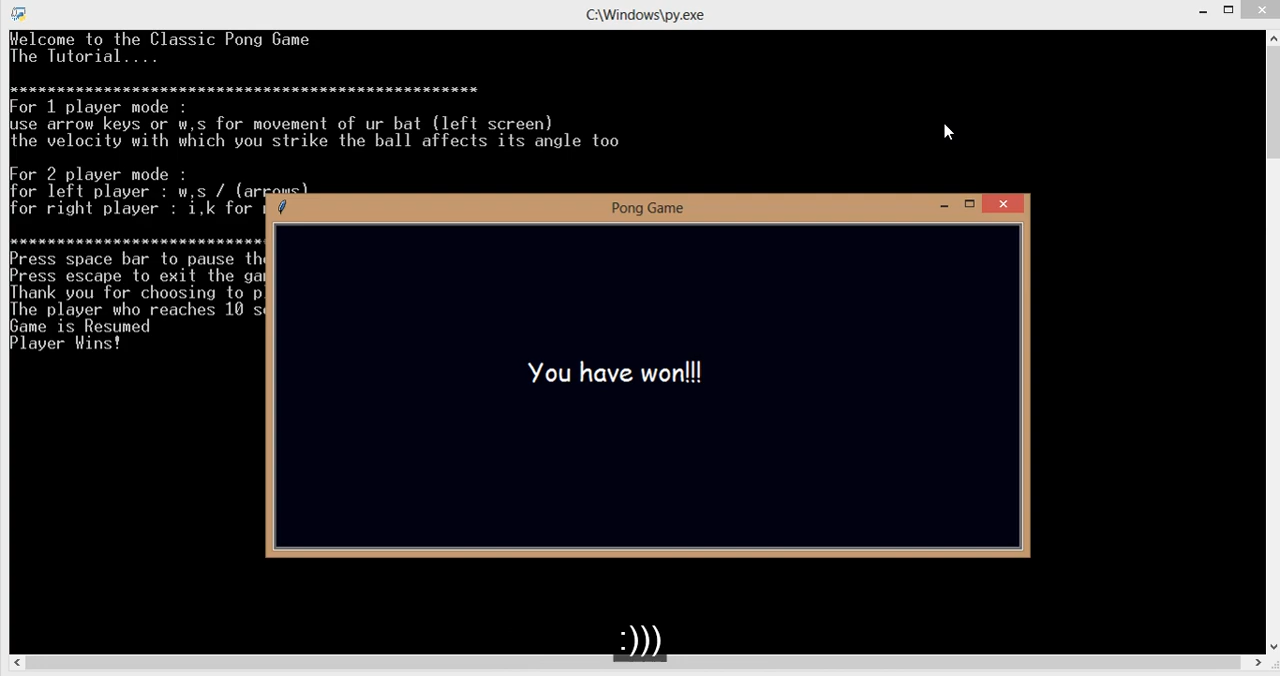 C:\Windows\py.exe
Welcome to the Classic Pong Game
The Tutorial....
**************************************************
For 1 player mode :
use arrow keys or w,s for movement of ur bat (left screen)
the velocity with which you strike the ball affects its angle too
For 2 player mode :
for left player : w,s / (arrows)
for right player : i,k for
***************************
Press space bar to pause
Press escape to exit the
Thank you for choosing to
The player who reaches 10
Game is Resumed
Player Wins!
Pong Game
You have won!!!
:)))